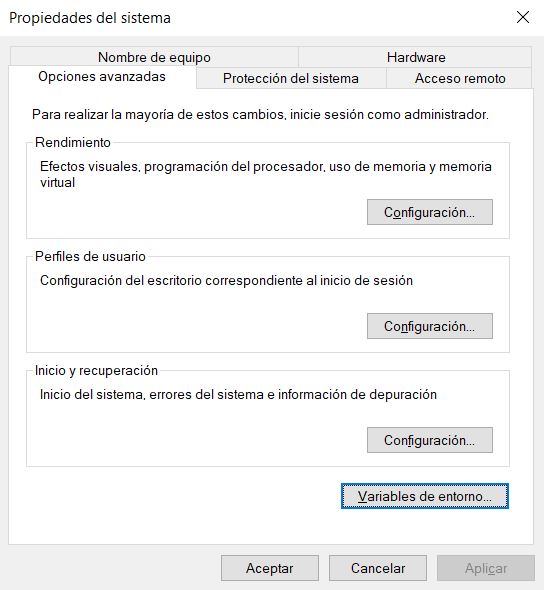 Propiedades del sistema
Nombre de equipo
Hardware
Opciones avanzadas
Protección del sistema
Acceso remoto
Para realizar la mayoría de estos cambios, inicie sesión como administrador.
Rendimiento
Efectos visuales, programación del procesador, uso de memoria y memoria
virtual
Configuración...
Perfiles de usuario
Configuración del escritorio correspondiente al inicio de sesión
Configuración...
Inicio y recuperación
Inicio del sistema, errores del sistema e información de depuración
Configuración...
Variables de entorno...
Aceptar
Cancelar
Aplicar